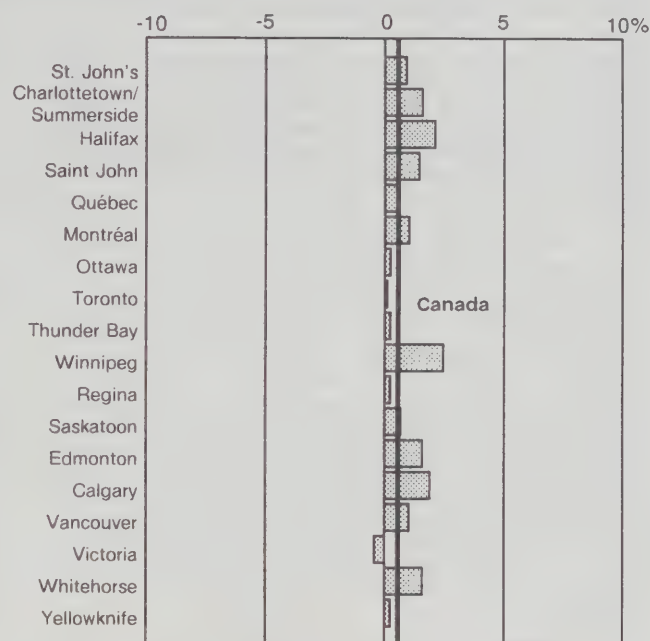 -10 -5 0 5 10%
St. John's
Charlottetown/
Summerside
Halifax
Saint John
Québec
Montréal
Ottawa
Toronto
Canada
Thunder Bay
Winnipeg
Regina
Saskatoon
Edmonton
Calgary
Vancouver
Victoria
Whitehorse
Yellowknife